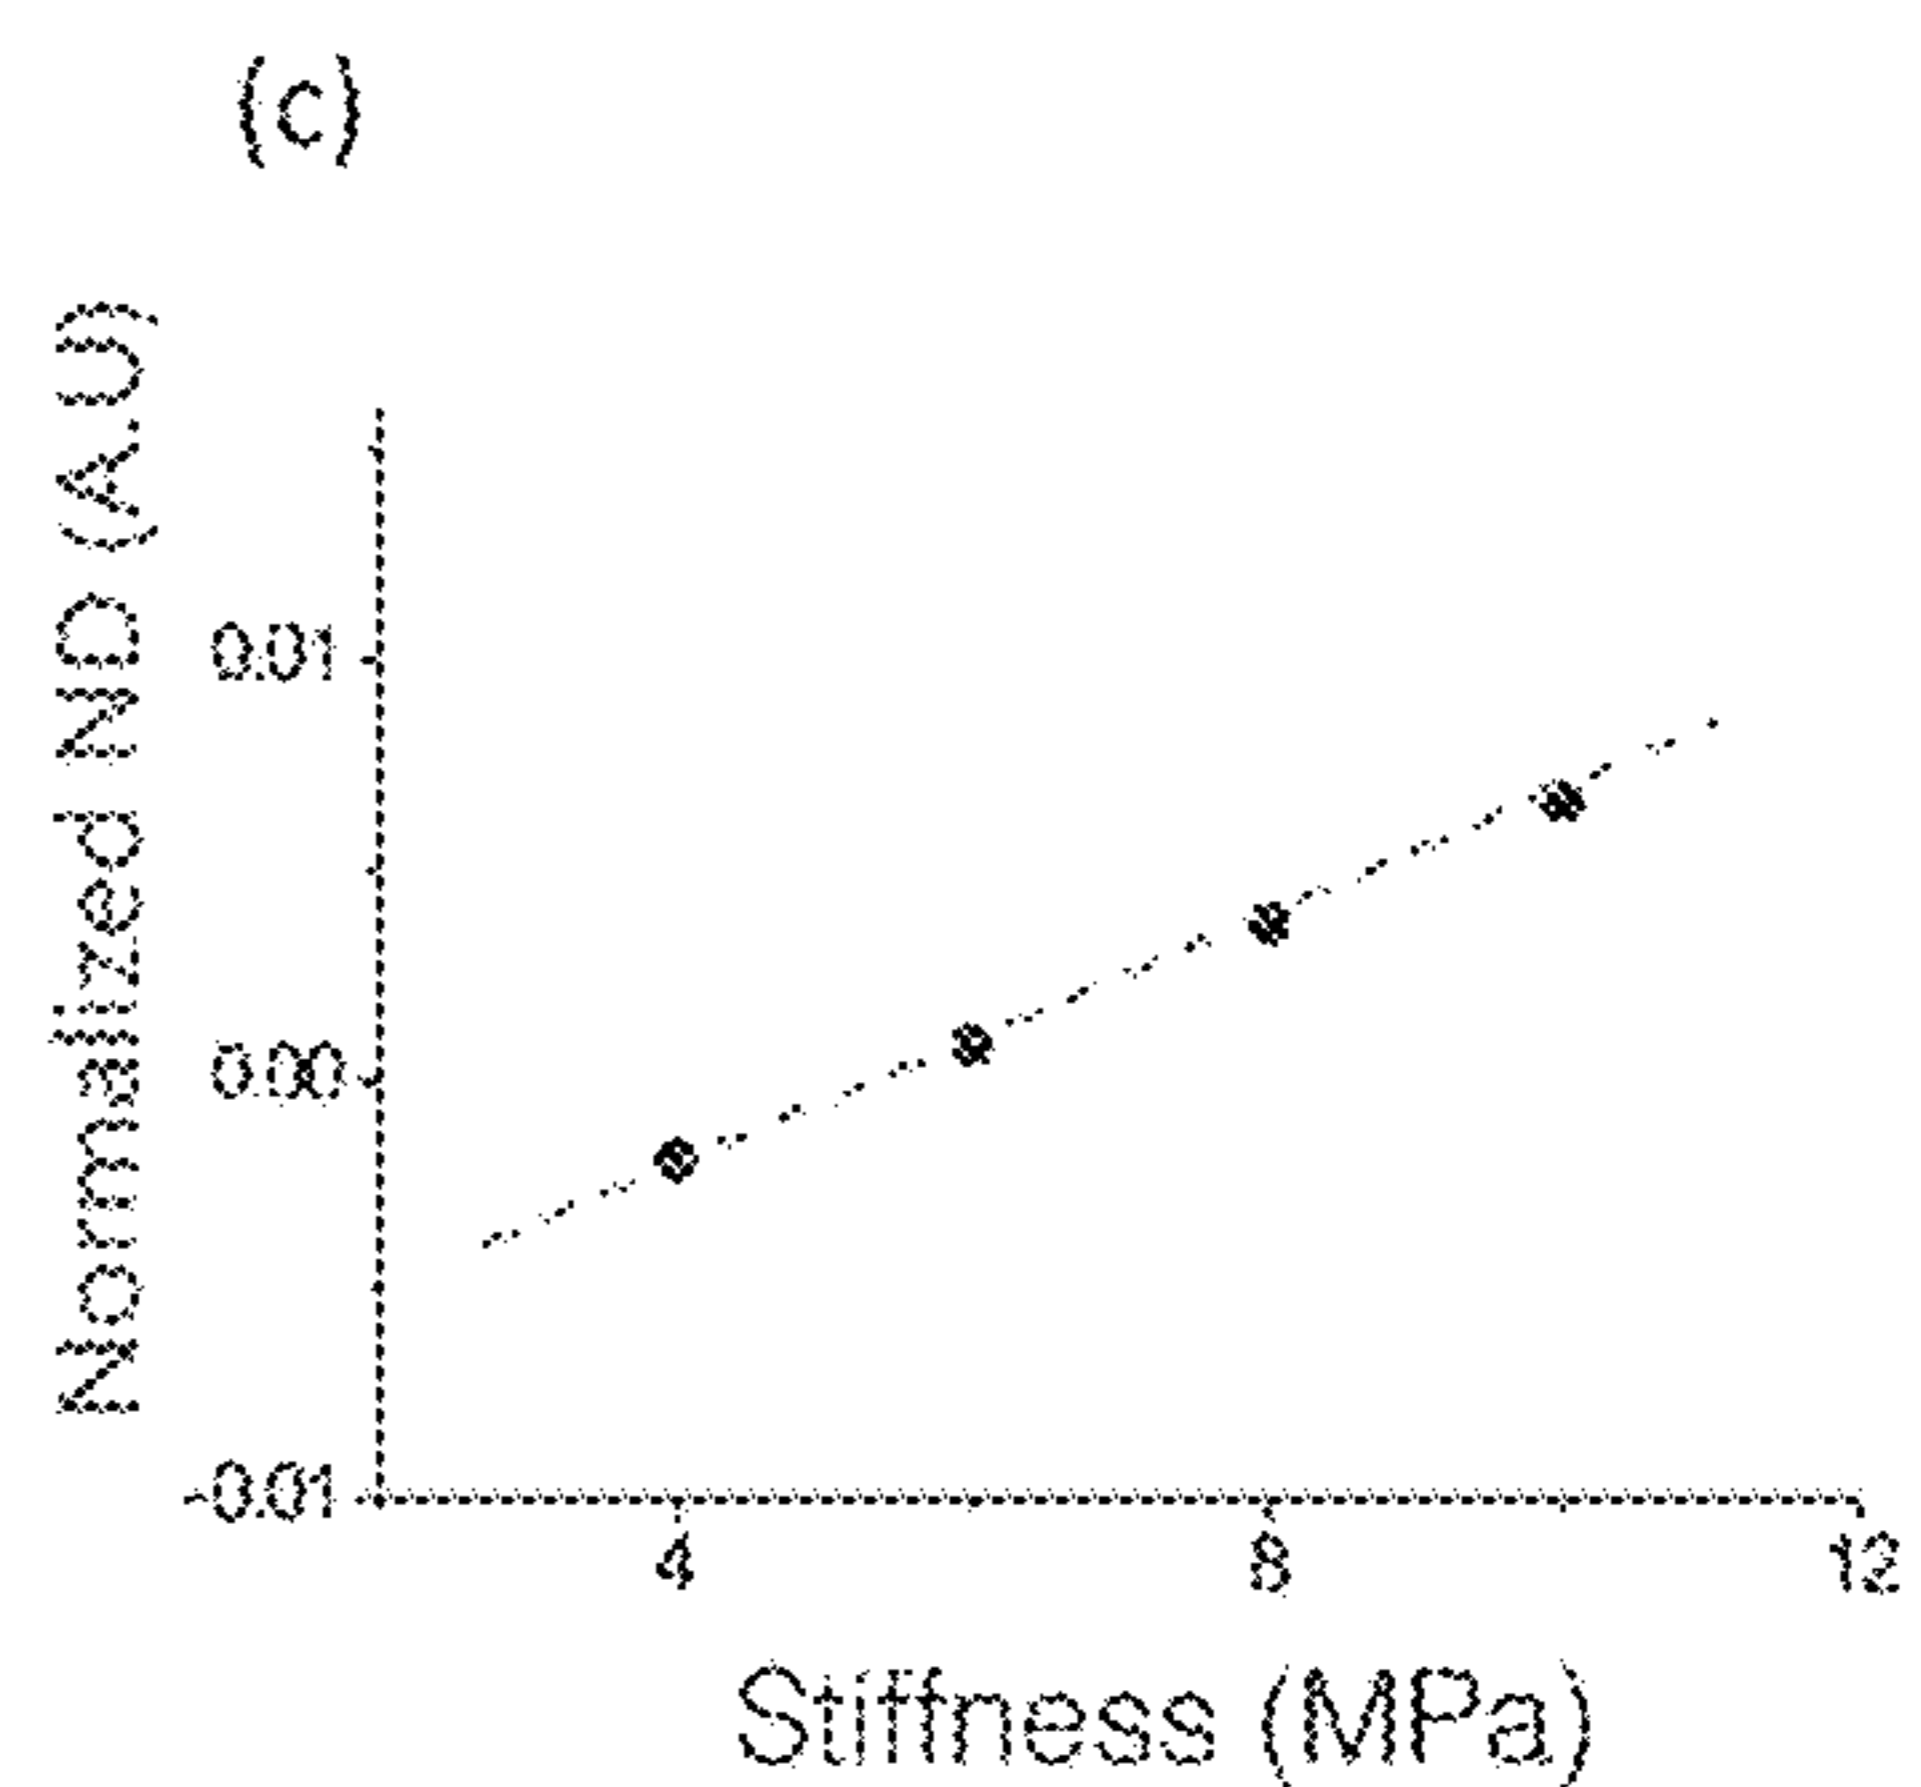 (c)
Normalized ND (A.U)
0.01
0.00
-0.01
4
8
12
Stiffness (MPa)